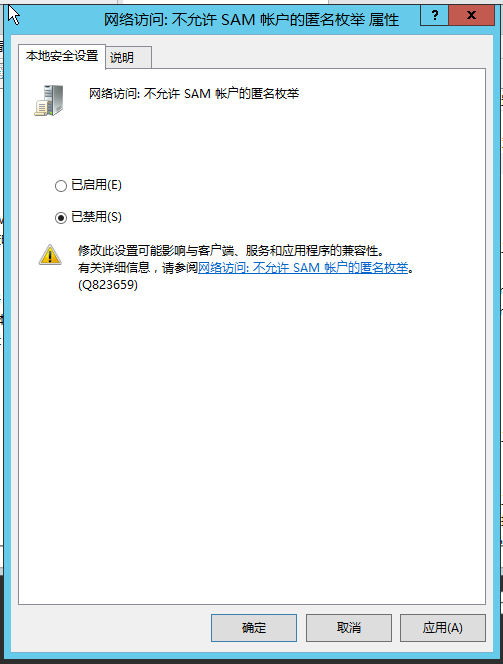 网络访问: 不允许 SAM 帐户的匿名枚举 属性
?
x
本地安全设置
说明
网络访问: 不允许 SAM 帐户的匿名枚举
已启用(E)
已禁用(S)
修改此设置可能影响与客户端、服务和应用程序的兼容性。
有关详细信息，请参阅网络访问: 不允许 SAM 帐户的匿名枚举。
(Q823659)
确定
取消
应用(A)